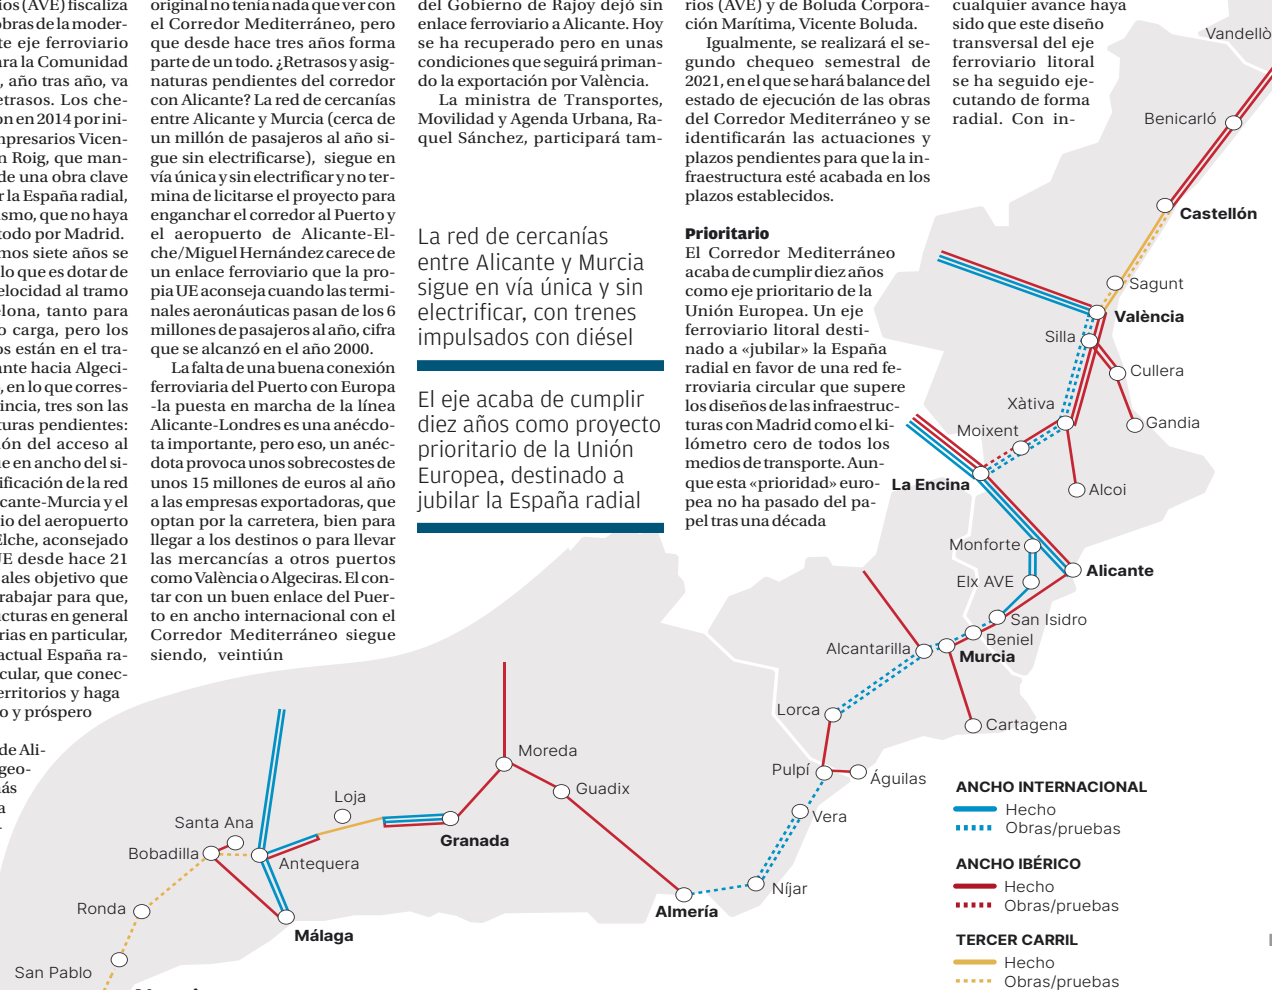 rios (AVE) fiscaliza
obras de la moder-
te eje ferroviario
ara la Comunidad
, año tras año, va
etrasos. Los che-
on en 2014 por ini-
mpresarios Vicen-
n Roig, que man-
de una obra clave
r la España radial,
ismo, que no haya
todo por Madrid.
mos siete años se
lo que es dotar de
elocidad al tramo
elona, tanto para
o carga, pero los
os están en el tra-
ante hacia Algeci-
, en lo que corres-
incia, tres son las
turas pendientes:
ión del acceso al
ue en ancho del si-
ificación de la red
icante-Murcia y el
io del aeropuerto
Elche, aconsejado
UE desde hace 21
ales objetivo que
rabajar para que,
ucturas en general
rias en particular,
actual España ra-
cular, que conec-
erritorios y haga
o y próspero
de Ali-
geo-
más
a
original no tenía nada que ver con
el Corredor Mediterráneo, pero
que desde hace tres años forma
parte de un todo. ¿Retrasos y asig-
naturas pendientes del corredor
con Alicante? La red de cercanías
entre Alicante y Murcia (cerca de
un millón de pasajeros al año si-
gue sin electrificarse), siegue en
vía única y sin electrificar y no ter-
mina de licitarse el proyecto para
enganchar el corredor al Puerto y
el aeropuerto de Alicante-El-
che/Miguel Hernández carece de
un enlace ferroviario que la pro-
pia UE aconseja cuando las termi-
nales aeronáuticas pasan de los 6
millones de pasajeros al año, cifra
que se alcanzó en el año 2000.
La falta de una buena conexión
ferroviaria del Puerto con Europa
-la puesta en marcha de la línea
Alicante-Londres es una anécdo-
ta importante, pero eso, una anéc-
dota provoca unos sobrecostes de
unos 15 millones de euros al año
a las empresas exportadoras, que
optan por la carretera, bien para
llegar a los destinos o para llevar
las mercancías a otros puertos
como València o Algeciras. El con-
tar con un buen enlace del Puer-
to en ancho internacional con el
Corredor Mediterráneo siegue
siendo, veintiún
del Gobierno de Rajoy dejó sin
enlace ferroviario a Alicante. Hoy
se ha recuperado pero en unas
condiciones que seguirá priman-
do la exportación por València.
La ministra de Transportes,
Movilidad y Agenda Urbana, Ra-
quel Sánchez, participará tam-
La red de cercanías
entre Alicante y Murcia
sigue en vía única y sin
electrificar, con trenes
impulsados con diésel
El eje acaba de cumplir
diez años como proyecto
prioritario de la Unión
Europea, destinado a
jubilar la España radial
rios (AVE) y de Boluda Corpora-
ción Marítima, Vicente Boluda.
Igualmente, se realizará el se-
gundo chequeo semestral de
2021, en el que se hará balance del
estado de ejecución de las obras
del Corredor Mediterráneo y se
identificarán las actuaciones y
plazos pendientes para que la in-
fraestructura esté acabada en los
plazos establecidos.
Prioritario
El Corredor Mediterráneo
acaba de cumplir diez años
como eje prioritario de la
Unión Europea. Un eje
ferroviario litoral desti-
nado a «jubilar» la España
radial en favor de una red fe-
rroviaria circular que supere
los diseños de las infraestruc-
turas con Madrid como el ki-
lómetro cero de todos los
medios de transporte. Aun-
que esta «prioridad» euro-
pea no ha pasado del pa-
pel tras una década
cualquier avance haya
sido que este diseño
transversal del eje
ferroviario litoral
se ha seguido eje-
cutando de forma
radial. Con in-
Vandellò
Benicarló
Castellón
Sagunt
València
Silla
Cullera
Xàtiva
Gandia
Moixent
La Encina
Alcoi
Monforte
Alicante
Elx AVE
San Isidro
Beniel
Alcantarilla
Murcia
Lorca
Cartagena
Pulpí
Águilas
Vera
Níjar
Almería
Moreda
Guadix
Loja
Granada
Santa Ana
Bobadilla
Antequera
Ronda
Málaga
San Pablo
ANCHO INTERNACIONAL
Hecho
Obras/pruebas
ANCHO IBÉRICO
Hecho
Obras/pruebas
TERCER CARRIL
Hecho
Obras/pruebas